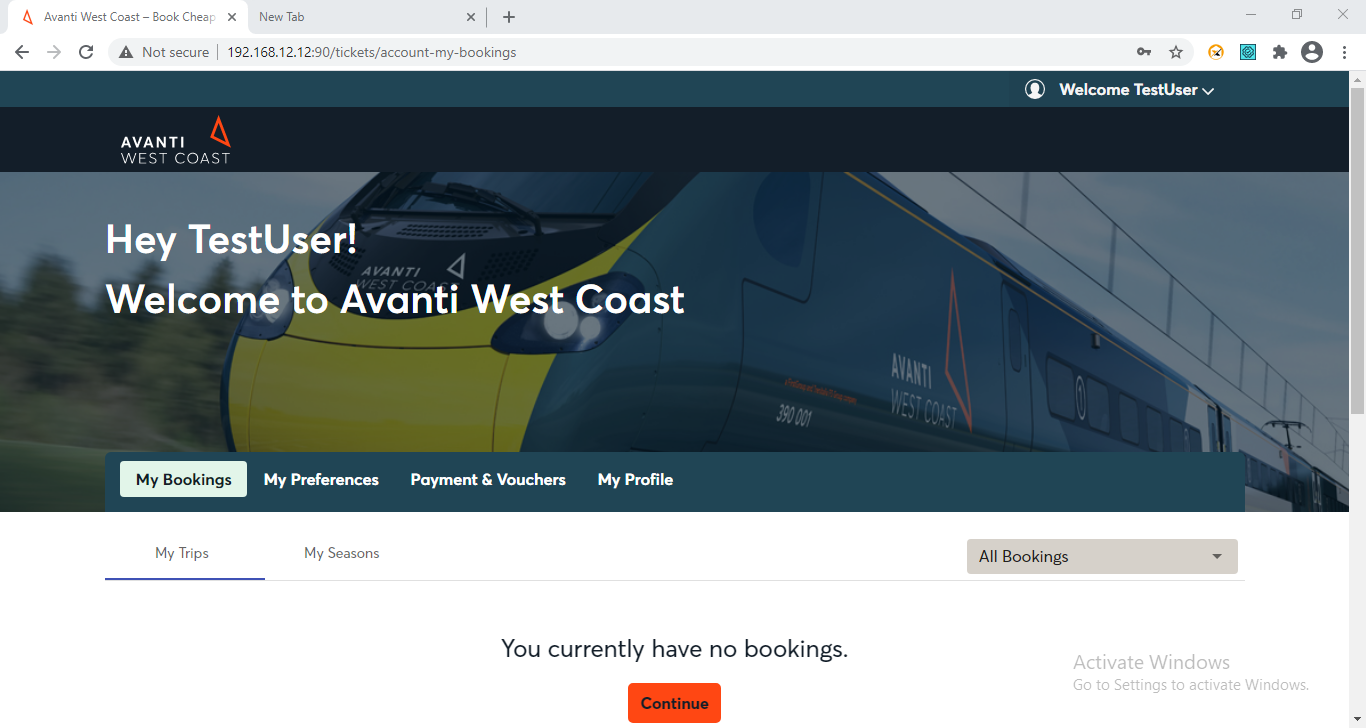 Avanti West Coast – Book Cheap
New Tab
Not secure
192.168.12.12:90/tickets/account-my-bookings
Welcome TestUser
AVANTI
WEST COAST
Hey TestUser!
AVANTI
WEST COAST
Welcome to Avanti West Coast
AVANTI
WEST COAST
390 001
1
My Bookings
My Preferences
Payment & Vouchers
My Profile
My Trips
My Seasons
All Bookings
You currently have no bookings.
Activate Windows
Go to Settings to activate Windows.
Continue